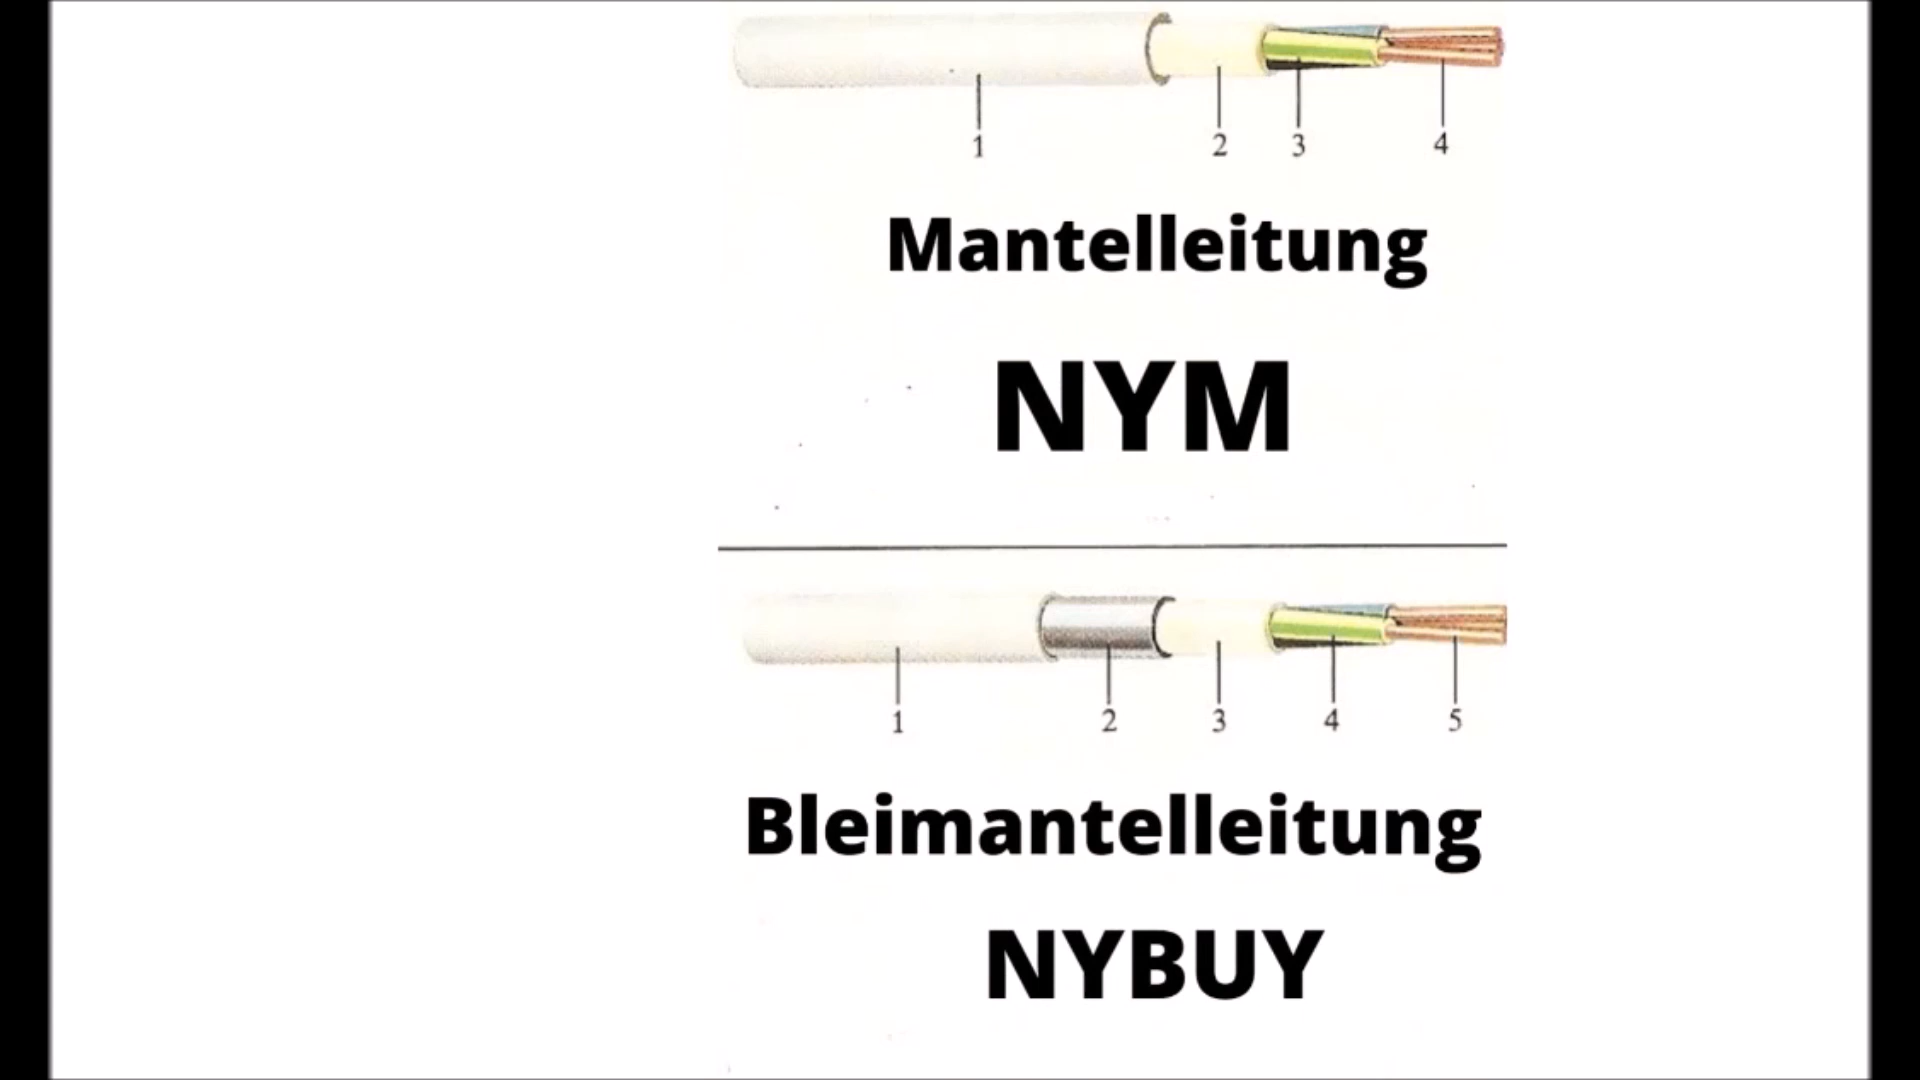 1 2 3 4
Mantelleitung
NYM
1 2 3 4 5
Bleimantelleitung
NYBUY